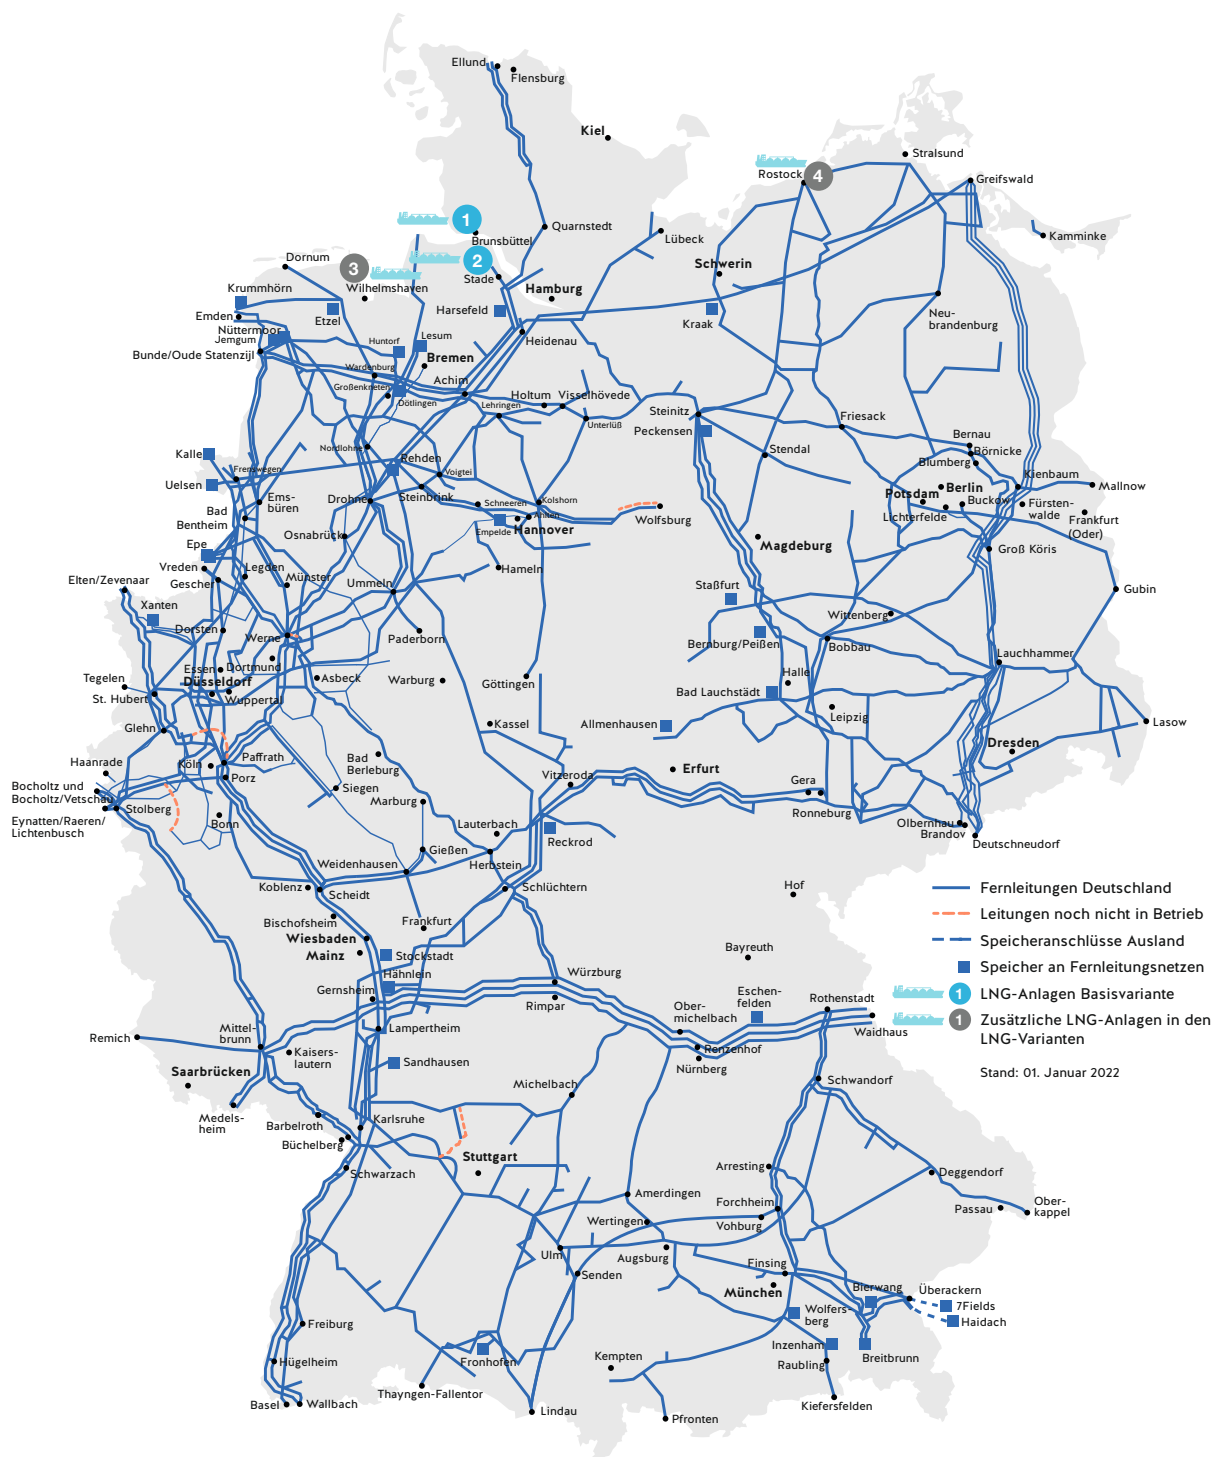 Ellund
Flensburg
Kiel
Stralsund
Rostock
4
Greifswald
1
Brunsbüttel
Quarnstedt
Lübeck
Kamminke
Dornum
3
2
Stade
Schwerin
Krummhörn
Wilhelmshaven
Hamburg
Emden
Etzel
Harsefeld
Kraak
Neu-
brandenburg
Nüttermoor
Jemgum
Huntorf
Lesum
Heidenau
Bunde/Oude Statenzijl
Bremen
Wardenburg
Achim
Großenkneten
Dötlingen
Lehringen
Holtum
Visselhövede
Unterlüß
Steinitz
Peckensen
Friesack
Stendal
Bernau
Börnicke
Blumberg
Kalle
Nordlohne
Rehden
Frenswegen
Voigtei
Kienbaum
Mallnow
Uelsen
Ems-
büren
Drohne
Steinbrink
Schneeren
Kolshorn
Ahlten
Empelde
Hannover
Wolfsburg
Potsdam
Berlin
Buckow
Lichterfelde
Fürsten-
walde
Frankfurt
(Oder)
Bad
Bentheim
Osnabrück
Magdeburg
Groß Köris
Epe
Vreden
Legden
Gescher
Münster
Ummeln
Hameln
Elten/Zevenaar
Staßfurt
Gubin
Xanten
Dorsten
Werne
Paderborn
Wittenberg
Bernburg/Peißen
Bobbau
Lauchhammer
Essen
Dortmund
Tegelen
Düsseldorf
Asbeck
Warburg
Göttingen
Halle
St. Hubert
Wuppertal
Bad Lauchstädt
Leipzig
Glehn
Kassel
Allmenhausen
Lasow
Dresden
Haanrade
Köln
Paffrath
Porz
Bad
Berleburg
Vitzeroda
Erfurt
Gera
Bocholtz und
Bocholtz/Vetschau
Siegen
Stolberg
Marburg
Ronneburg
Eynatten/Raeren/
Lichtenbusch
Bonn
Lauterbach
Reckrod
Olbernhau
Brandov
Deutschneudorf
Gießen
Weidenhausen
Herbstein
Koblenz
Scheidt
Schlüchtern
Hof
Bischofsheim
Frankfurt
Wiesbaden
Mainz
Stockstadt
Bayreuth
Hähnlein
Gernsheim
Würzburg
Rimpar
Eschen-
felden
Rothenstadt
Ober-
michelbach
Waidhaus
Lampertheim
Remich
Mittel-
brunn
Kaisers-
lautern
Renzenhof
Nürnberg
Saarbrücken
Sandhausen
Michelbach
Schwandorf
Medels-
heim
Barbelroth
Karlsruhe
Büchelberg
Stuttgart
Schwarzach
Arresting
Deggendorf
Amerdingen
Forchheim
Passau
Ober-
kappel
Wertingen
Vohburg
Ulm
Augsburg
Finsing
Senden
München
Bierwang
Überackern
7Fields
Haidach
Wolfers-
berg
Freiburg
Inzenham
Breitbrunn
Hügelheim
Fronhofen
Kempten
Raubling
Thayngen-Fallentor
Kiefersfelden
Basel
Wallbach
Lindau
Pfronten
Fernleitungen Deutschland
Leitungen noch nicht in Betrieb
Speicheranschlüsse Ausland
Speicher an Fernleitungsnetzen
1 LNG-Anlagen Basisvariante
1 Zusätzliche LNG-Anlagen in den
LNG-Varianten
Stand: 01. Januar 2022